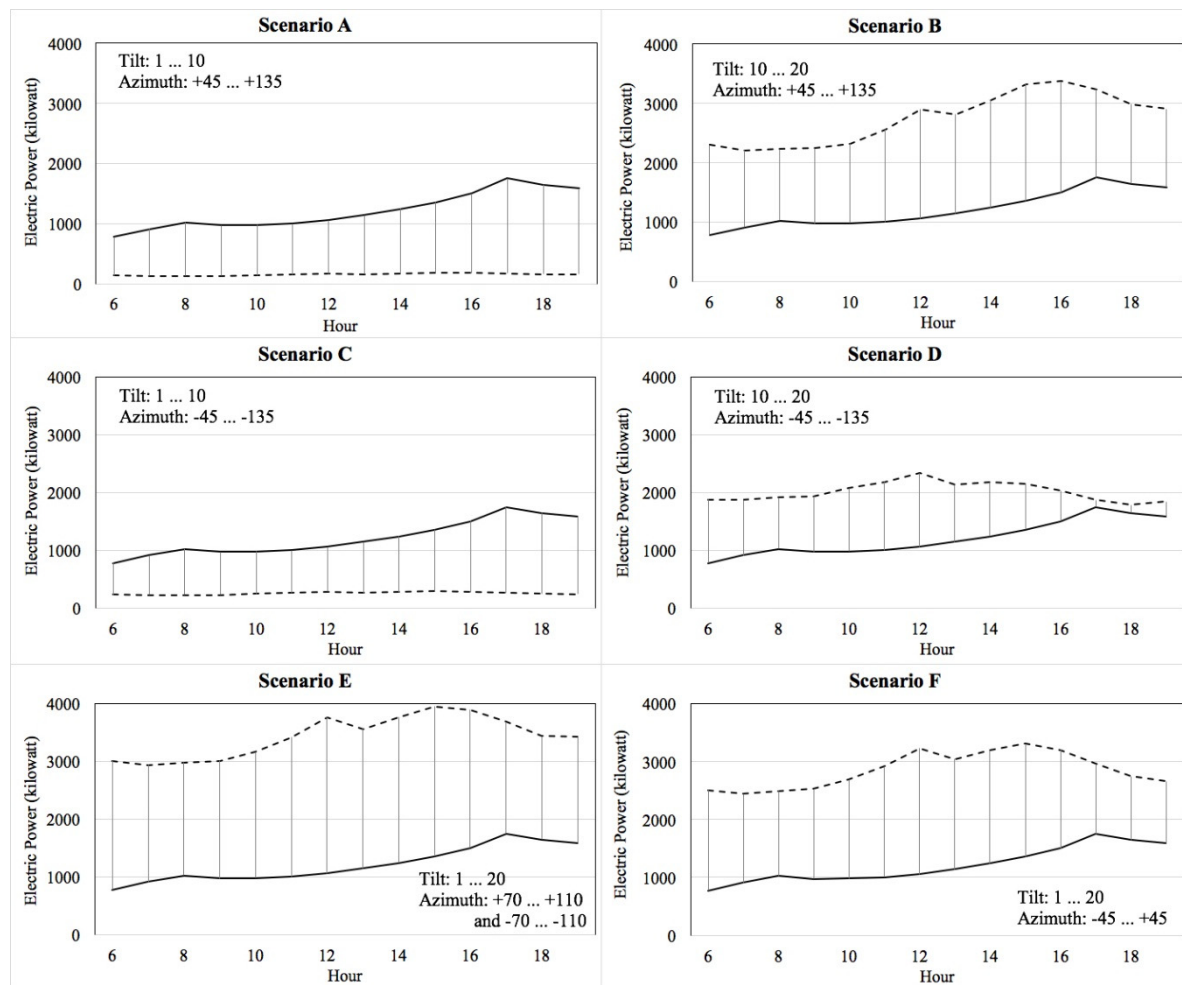 Scenario A
4000
3000
2000
1000
0
Electric Power (kilowatt)
Tilt: 1 ... 10
Azimuth: +45 ... +135
6 8 10 12 14 16 18
Hour
Scenario B
4000
3000
2000
1000
0
Electric Power (kilowatt)
Tilt: 10 ... 20
Azimuth: +45 ... +135
6 8 10 12 14 16 18
Hour
Scenario C
4000
3000
2000
1000
0
Electric Power (kilowatt)
Tilt: 1 ... 10
Azimuth: -45 ... -135
6 8 10 12 14 16 18
Hour
Scenario D
4000
3000
2000
1000
0
Electric Power (kilowatt)
Tilt: 10 ... 20
Azimuth: -45 ... -135
6 8 10 12 14 16 18
Hour
Scenario E
4000
3000
2000
1000
0
Electric Power (kilowatt)
Tilt: 1 ... 20
Azimuth: +70 ... +110
and -70 ... -110
6 8 10 12 14 16 18
Hour
Scenario F
4000
3000
2000
1000
0
Electric Power (kilowatt)
Tilt: 1 ... 20
Azimuth: -45 ... +45
6 8 10 12 14 16 18
Hour